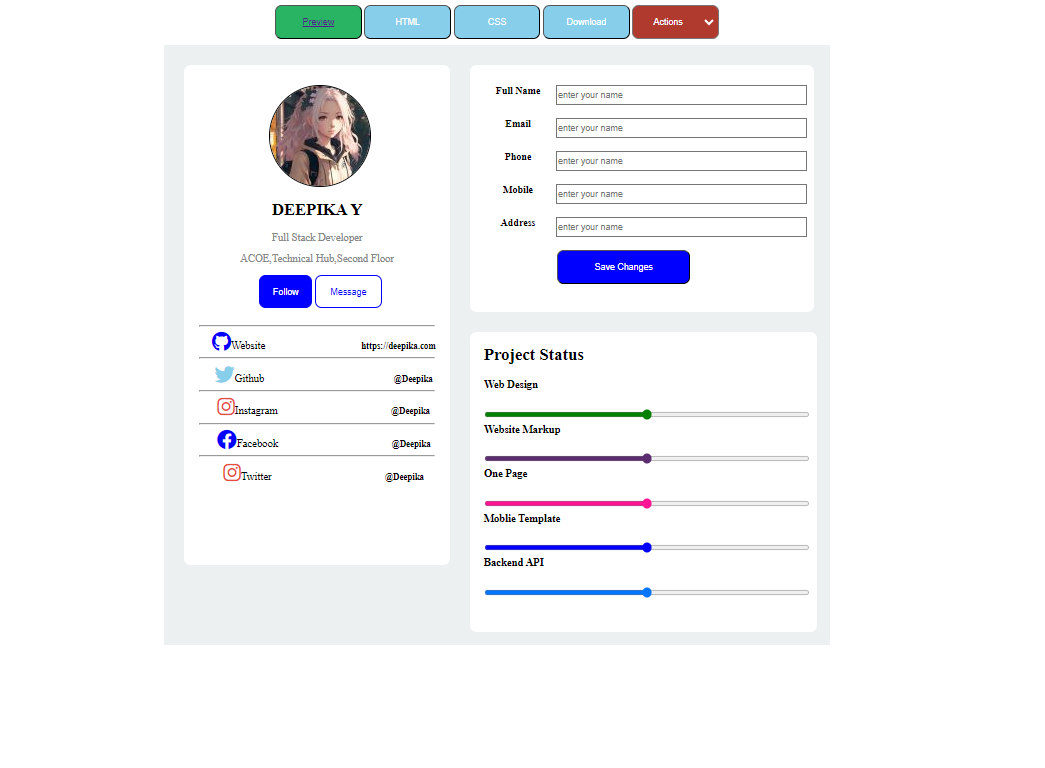 Preview HTML CSS Download Actions
DEEPIKA Y
Full Stack Developer
ACOE,Technical Hub,Second Floor
Follow Message
Website https://deepika.com
Github @Deepika
Instagram @Deepika
Facebook @Deepika
Twitter @Deepika
Full Name enter your name
Email enter your name
Phone enter your name
Mobile enter your name
Address enter your name
Save Changes
Project Status
Web Design
Website Markup
One Page
Moblie Template
Backend API